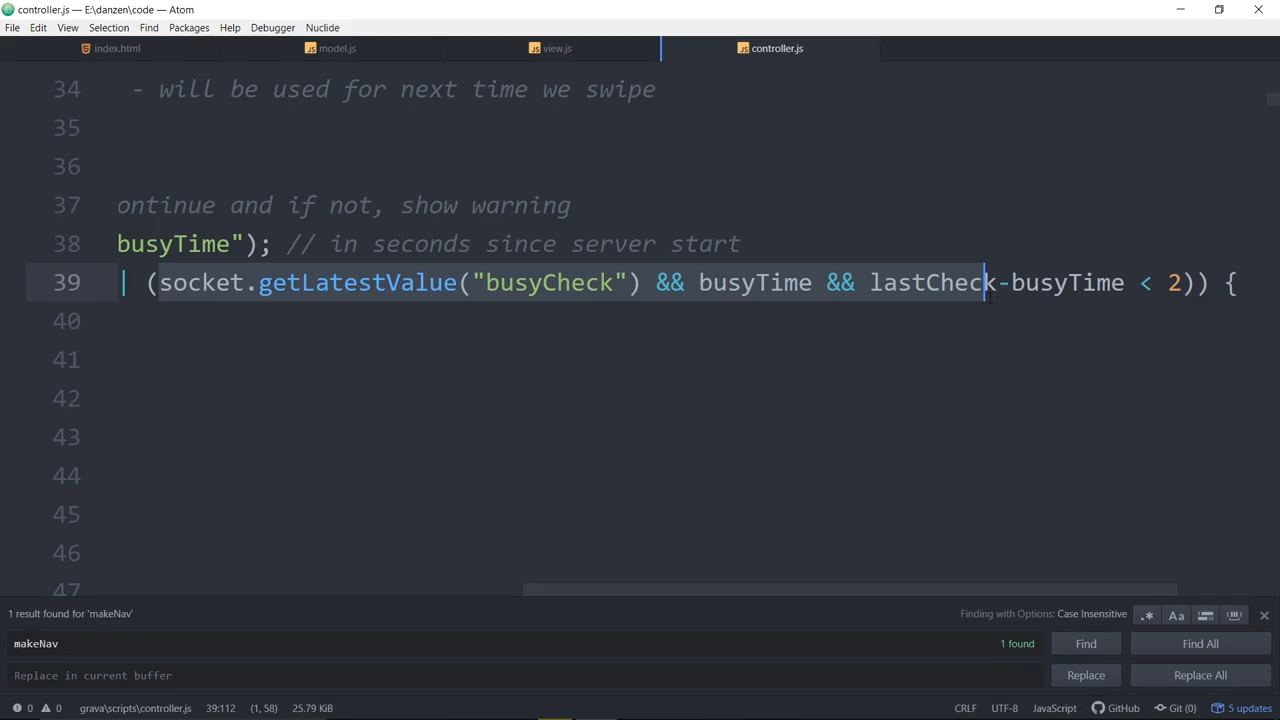 controller.js — E:\danzen\code — Atom
File Edit View Selection Find Packages Help Debugger Nuclide
index.html model.js view.js controller.js
34 - will be used for next time we swipe
35
36
37 ontinue and if not, show warning
38 busyTime"); // in seconds since server start
39 | (socket.getLatestValue("busyCheck") && busyTime && lastCheck-busyTime < 2)) {
40
41
42
43
44
45
46
47
1 result found for 'makeNav' Finding with Options: Case Insensitive .* Aa
makeNav 1 found Find Find All
Replace in current buffer Replace Replace All
0 0 grava\scripts\controller.js 39:112 (1, 58) 25.79 KiB CRLF UTF-8 JavaScript GitHub Git (0) 5 updates